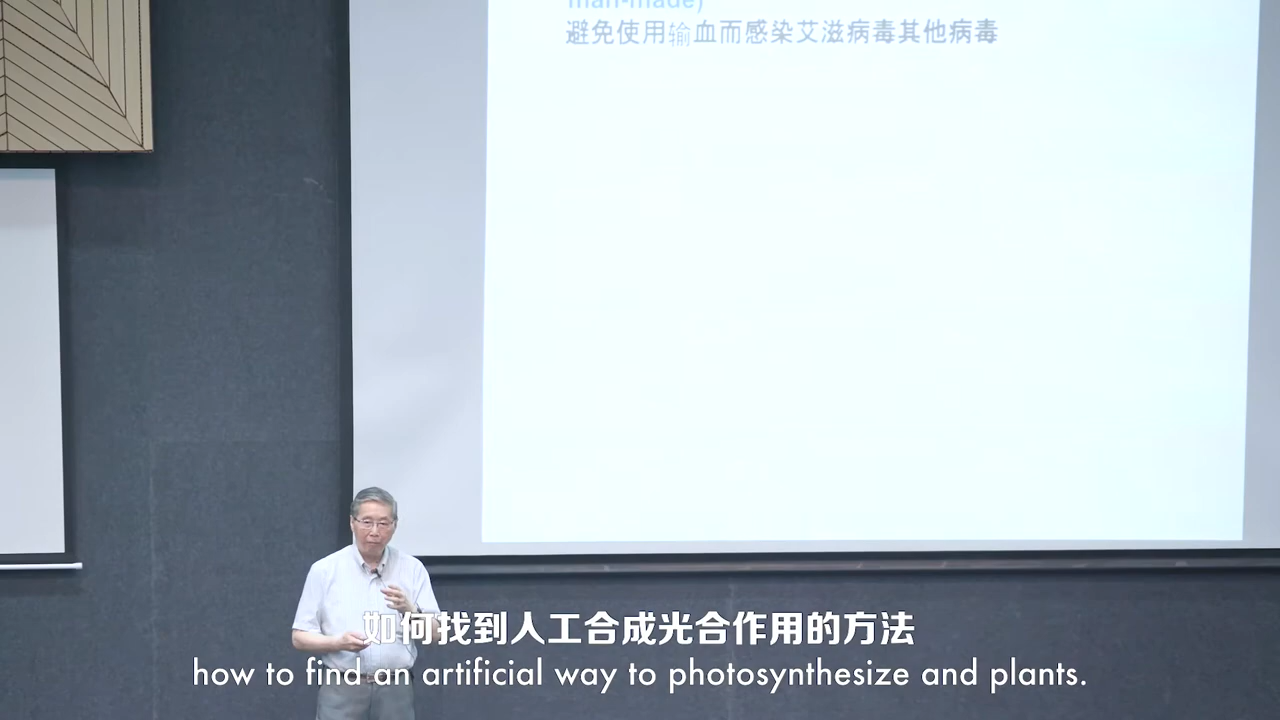 man-made)
避免使用输血而感染艾滋病毒其他病毒
如何找到人工合成光合作用的方法
how to find an artificial way to photosynthesize and plants.